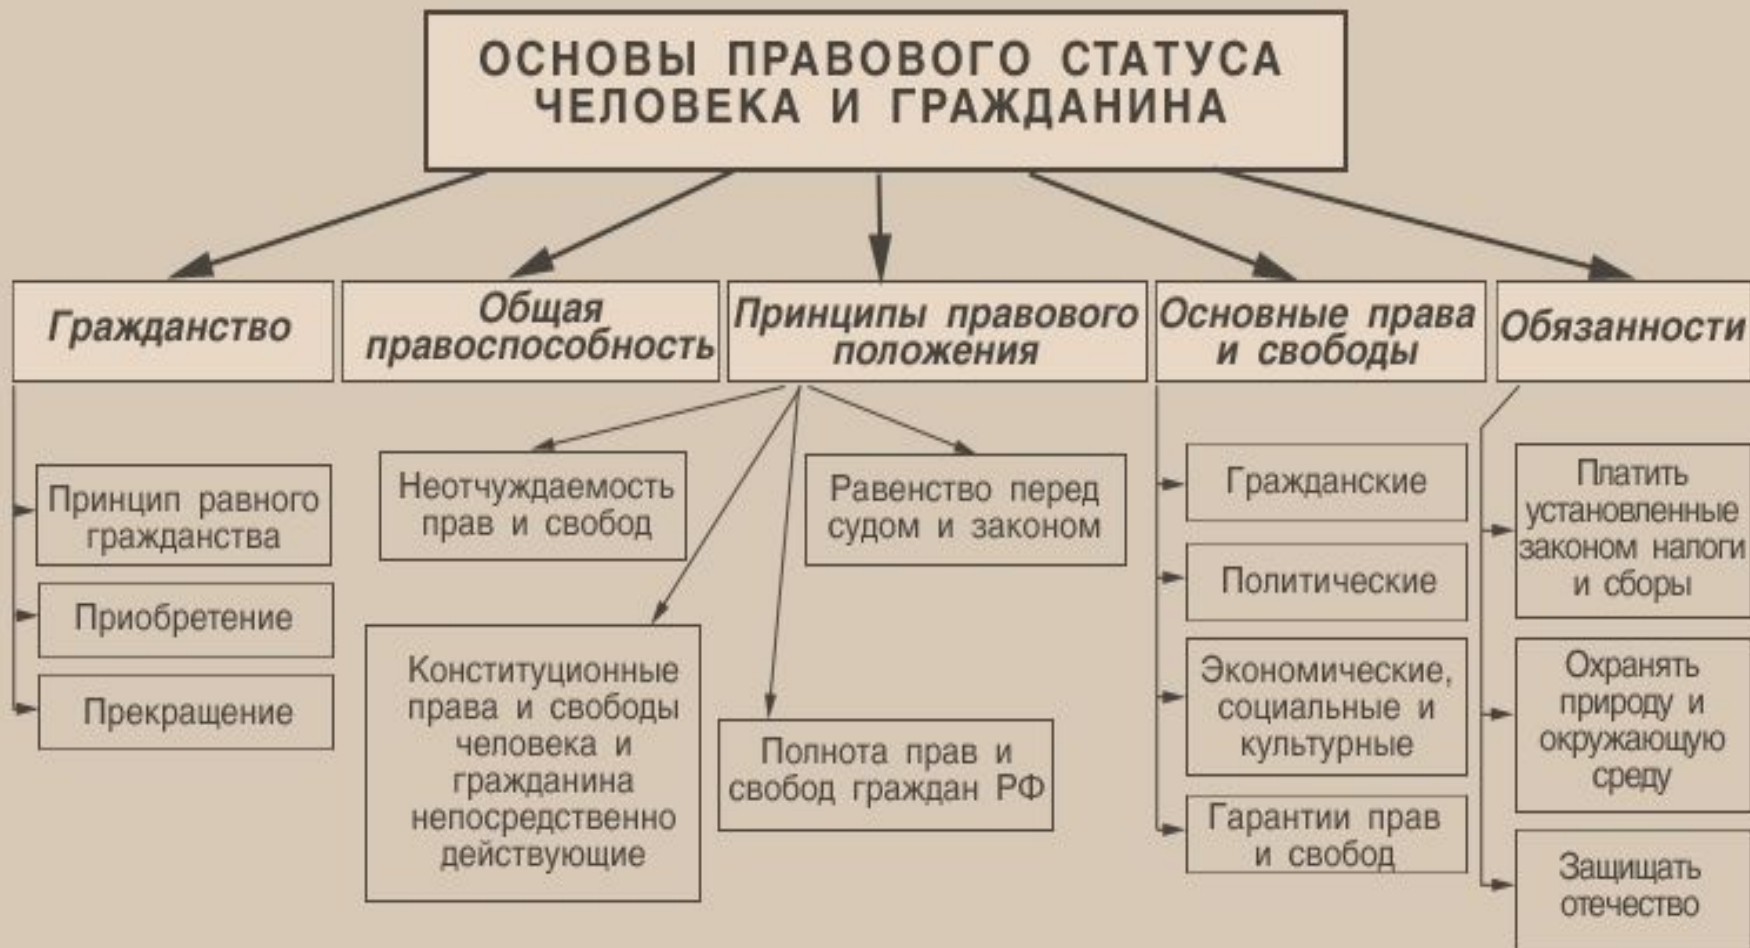 ОСНОВЫ ПРАВОВОГО СТАТУСА
ЧЕЛОВЕКА И ГРАЖДАНИНА
Гражданство
Общая
правоспособность
Принципы правового
положения
Основные права
и свободы
Обязанности
Принцип равного
гражданства
Приобретение
Прекращение
Неотчуждаемость
прав и свобод
Равенство перед
судом и законом
Конституционные
права и свободы
человека и
гражданина
непосредственно
действующие
Полнота прав и
свобод граждан РФ
Гражданские
Политические
Экономические,
социальные и
культурные
Гарантии прав
и свобод
Платить
установленные
законом налоги
и сборы
Охранять
природу и
окружающую
среду
Защищать
отечество